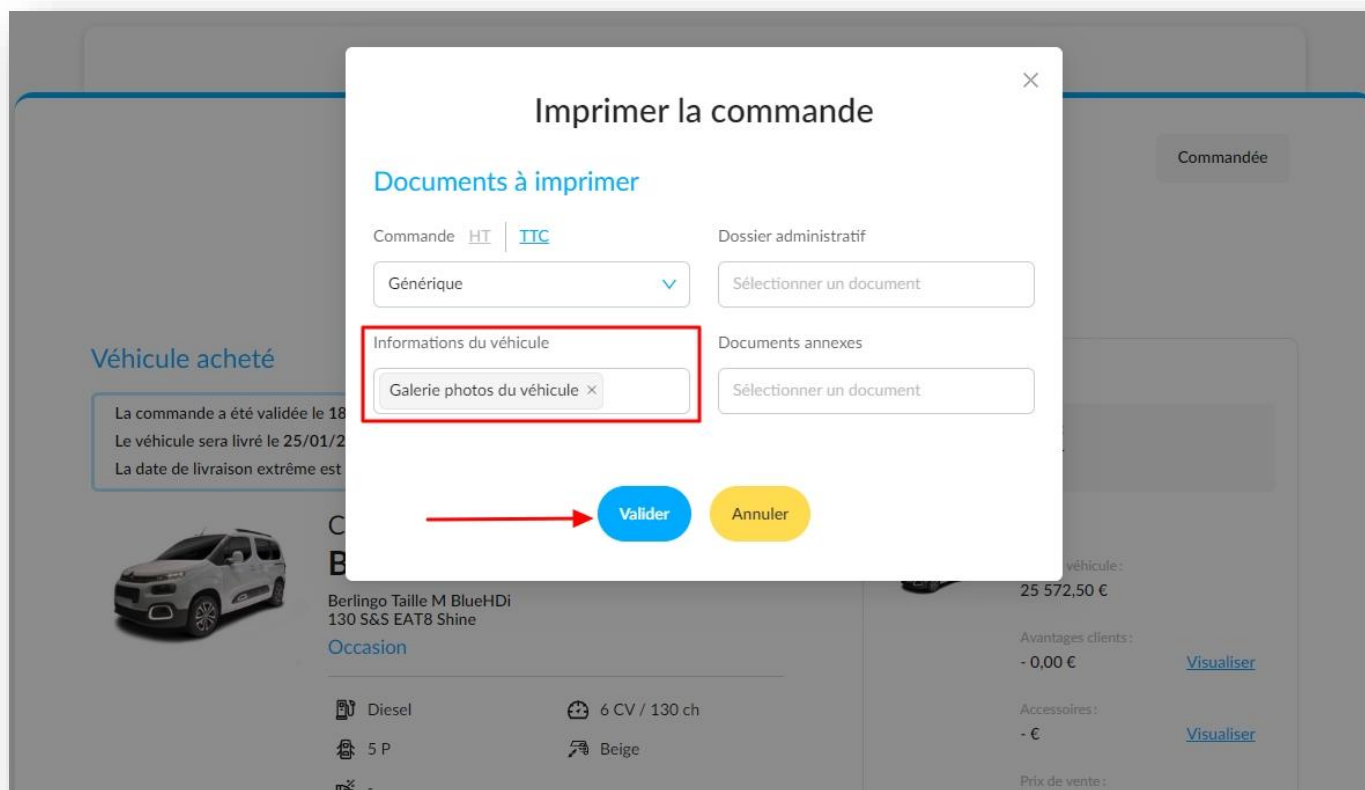 Imprimer la commande
Commandée
Documents à imprimer
Commande HT TTC
Dossier administratif
Générique
Sélectionner un document
Informations du véhicule
Documents annexes
Galerie photos du véhicule ×
Sélectionner un document
Valider
Annuler
Véhicule acheté
La commande a été validée le 18
Le véhicule sera livré le 25/01/2
La date de livraison extrême est
C
B
Berlingo Taille M BlueHDi
130 S&S EAT8 Shine
Occasion
Diesel
6 CV / 130 ch
5 P
Beige
-
véhicule :
25 572,50 €
Avantages clients :
- 0,00 €
Visualiser
Accessoires :
- €
Visualiser
Prix de vente :